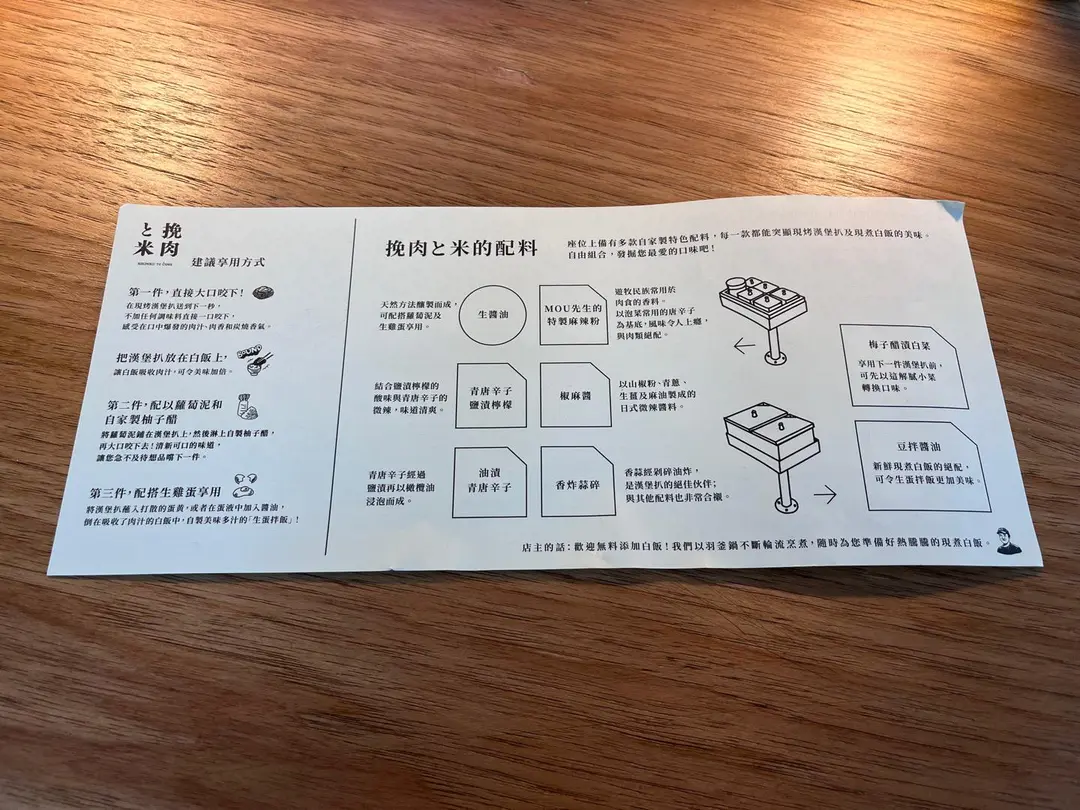 挽肉
と米
HIKINIKU TO COME
建議享用方式
第一件，直接大口咬下！
在現烤漢堡扒送到下一秒，
不加任何調味料直接一口咬下，
感受在口中爆發的肉汁、肉香和炭燒香氣。
把漢堡扒放在白飯上，
讓白飯吸收肉汁，可令美味加倍。
第二件，配以蘿蔔泥和
自家製柚子醋
將蘿蔔泥鋪在漢堡扒上，然後淋上自製柚子醋，
再大口咬下去！清新可口的味道，
讓您急不及待想品嚐下一件。
第三件，配搭生雞蛋享用
將漢堡扒蘸入打散的蛋黃，或者在蛋液中加入醬油，
倒在吸收了肉汁的白飯中，自製美味多汁的「生蛋拌飯」！
挽肉と米的配料
座位上備有多款自家製特色配料，每一款都能突顯現烤漢堡扒及現煮白飯的美味。
自由組合，發掘您最愛的口味吧！
天然方法釀製而成，
可配搭蘿蔔泥及
生雞蛋享用。
生醬油
MOU先生的
特製麻辣粉
遊牧民族常用於
肉食的香料。
以泡菜常用的唐辛子
為基底，風味令人上癮，
與肉類絕配。
結合鹽漬檸檬的
酸味與青唐辛子的
微辣，味道清爽。
青唐辛子
鹽漬檸檬
椒麻醬
以山椒粉、青蔥、
生薑及麻油製成的
日式微辣醬料。
青唐辛子經過
鹽漬再以橄欖油
浸泡而成。
油漬
青唐辛子
香炸蒜碎
香蒜經剁碎油炸，
是漢堡扒的絕佳伙伴；
與其他配料也非常合襯。
梅子醋漬白菜
享用下一件漢堡扒前，
可先以這解膩小菜
轉換口味。
豆拌醬油
新鮮現煮白飯的絕配，
可令生蛋拌飯更加美味。
店主的話：歡迎無料添加白飯！我們以羽釜鍋不斷輪流烹煮，隨時為您準備好熱騰騰的現煮白飯。